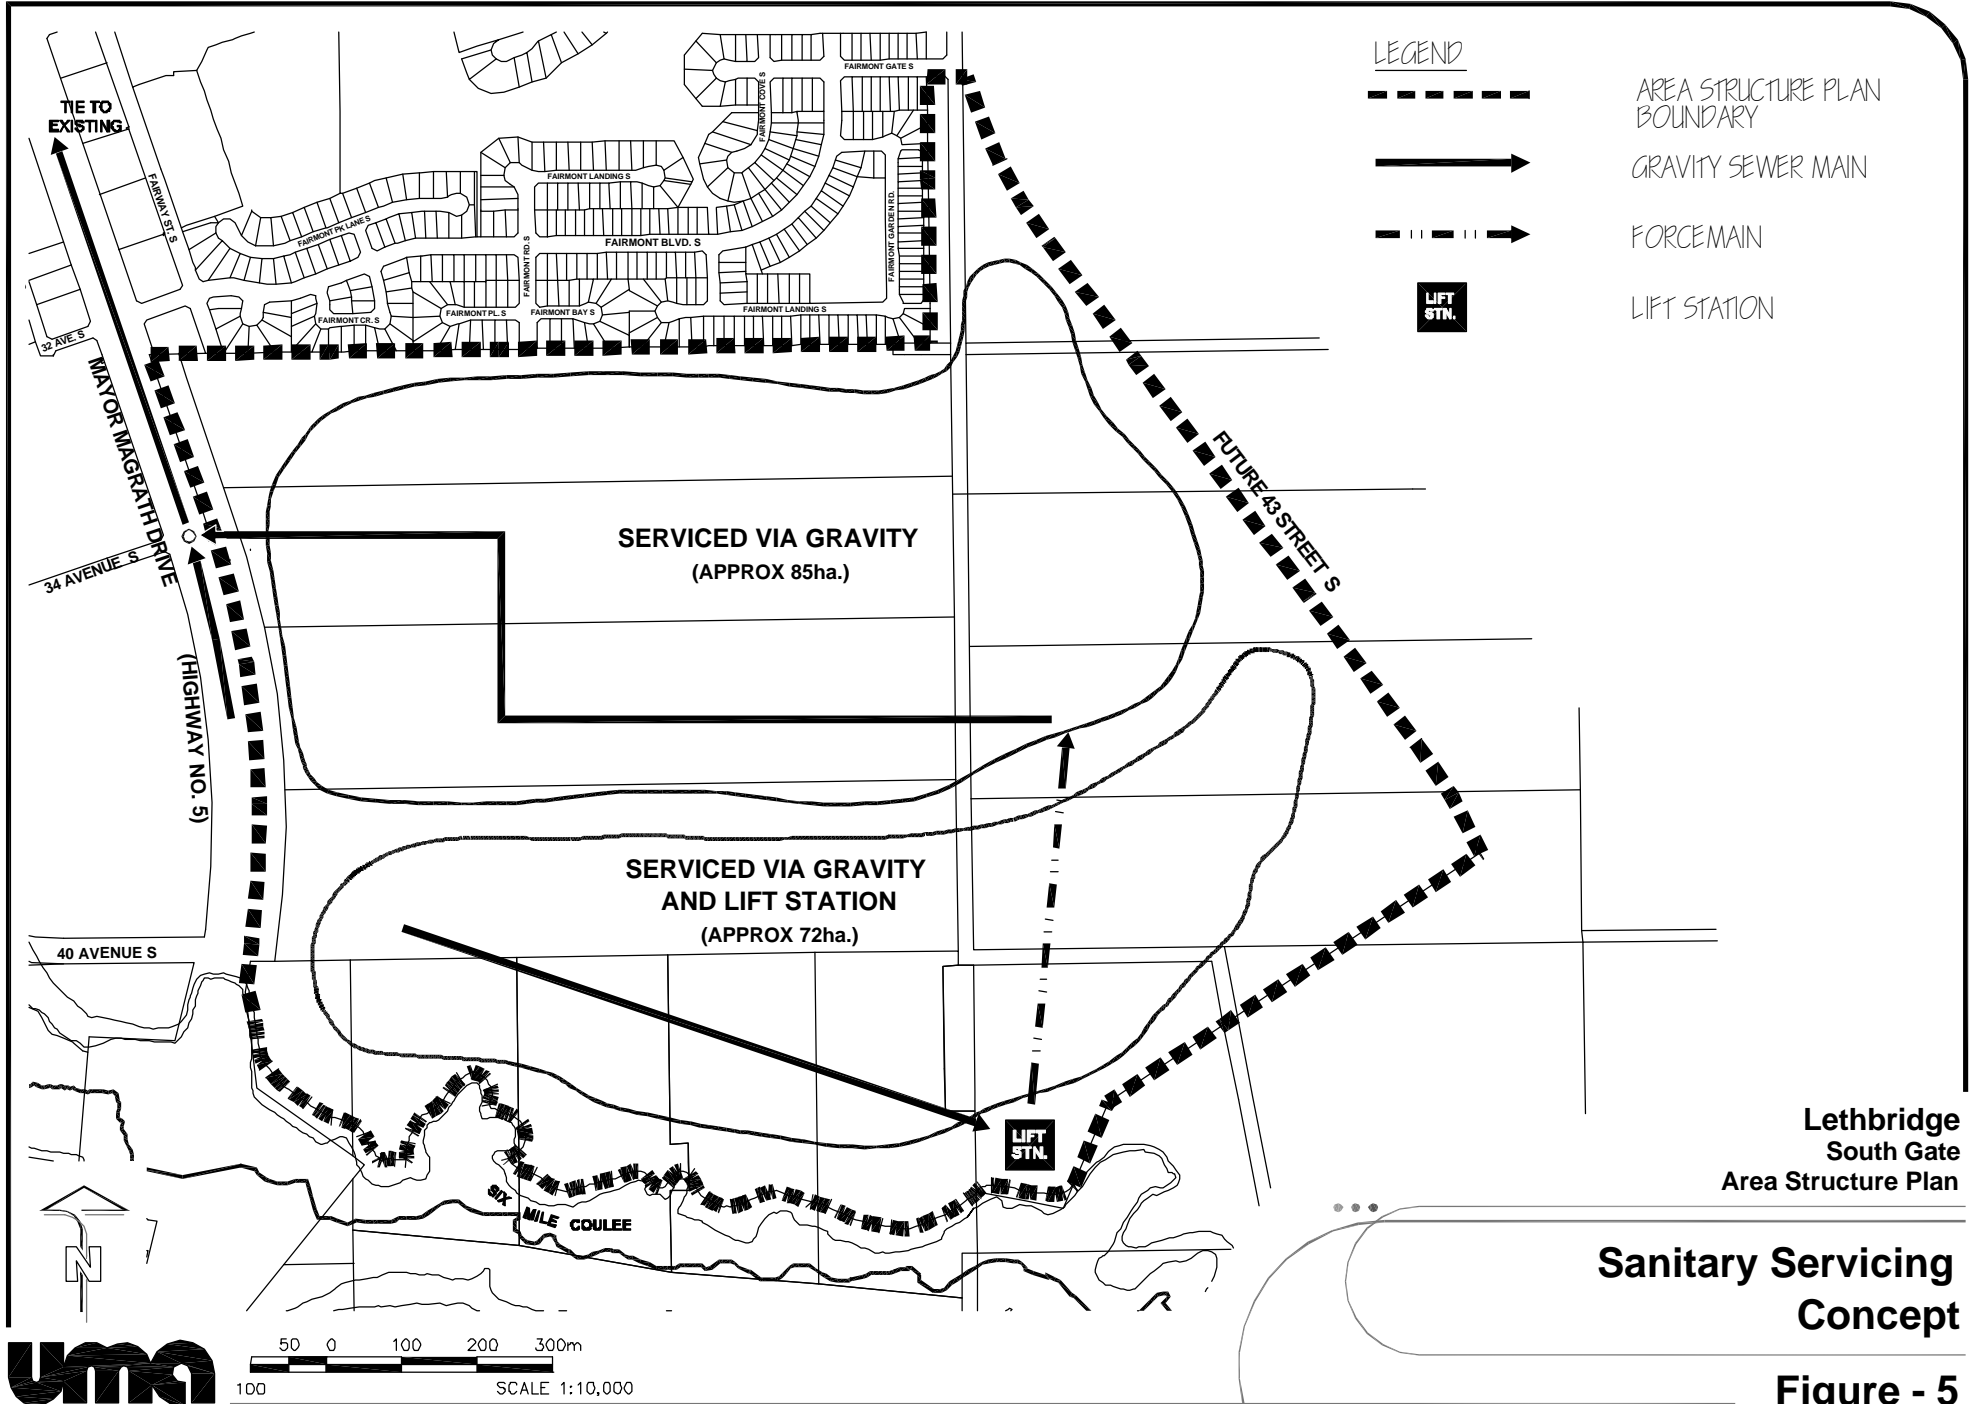 LEGEND
AREA STRUCTURE PLAN
BOUNDARY
GRAVITY SEWER MAIN
FORCEMAIN
LIFT
STN.
LIFT STATION
TIE TO
EXISTING
FAIRWAY ST. S
FAIRMONT GATE S
FAIRMONT COVE S
FAIRMONT LANDING S
FAIRMONT PK LANE S
FAIRMONT BLVD. S
FAIRMONT RD. S
FAIRMONT GARDEN RD.
FAIRMONT CR. S
FAIRMONT PL. S
FAIRMONT BAY S
FAIRMONT LANDING S
32 AVE. S
MAYOR MAGRATH DRIVE
(HIGHWAY NO. 5)
34 AVENUE S
40 AVENUE S
FUTURE 43 STREET S
SERVICED VIA GRAVITY
(APPROX 85ha.)
SERVICED VIA GRAVITY
AND LIFT STATION
(APPROX 72ha.)
LIFT
STN.
SIX
MILE COULEE
N
Lethbridge
South Gate
Area Structure Plan
Sanitary Servicing
Concept
Figure - 5
uma
50 0 100 200 300m
100 SCALE 1:10,000